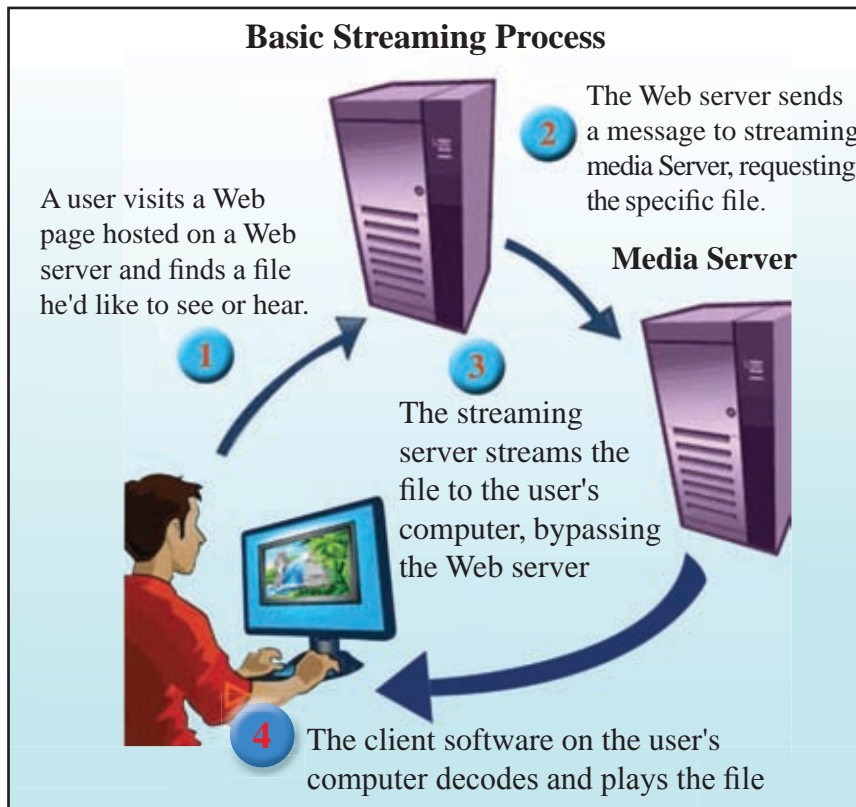 Basic Streaming Process
A user visits a Web
page hosted on a Web
server and finds a file
he'd like to see or hear.
1
2
The Web server sends
a message to streaming
media Server, requesting
the specific file.
Media Server
3
The streaming
server streams the
file to the user's
computer, bypassing
the Web server
4
The client software on the user's
computer decodes and plays the file